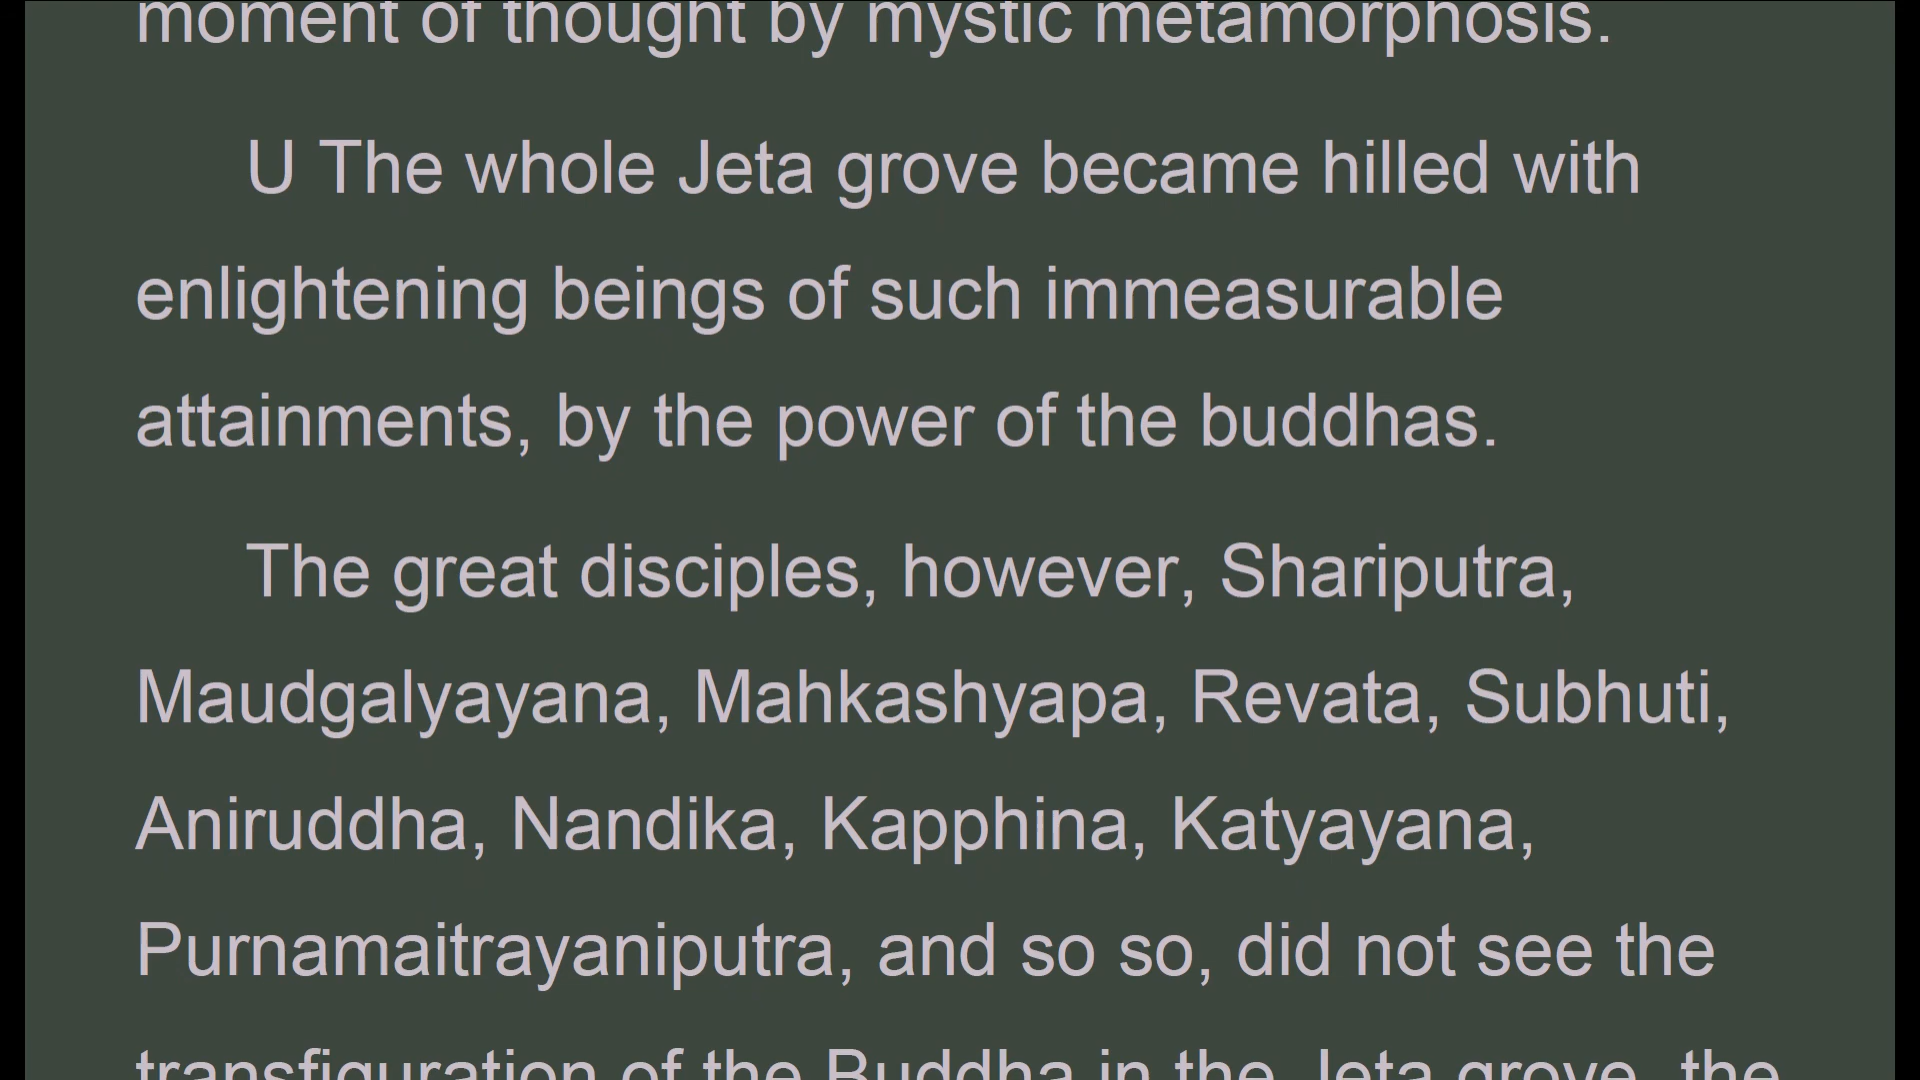 moment of thought by mystic metamorphosis.
U The whole Jeta grove became hilled with
enlightening beings of such immeasurable
attainments, by the power of the buddhas.
The great disciples, however, Shariputra,
Maudgalyayana, Mahkashyapa, Revata, Subhuti,
Aniruddha, Nandika, Kapphina, Katyayana,
Purnamaitrayaniputra, and so so, did not see the
transfiguration of the Buddha in the Jeta grove, the